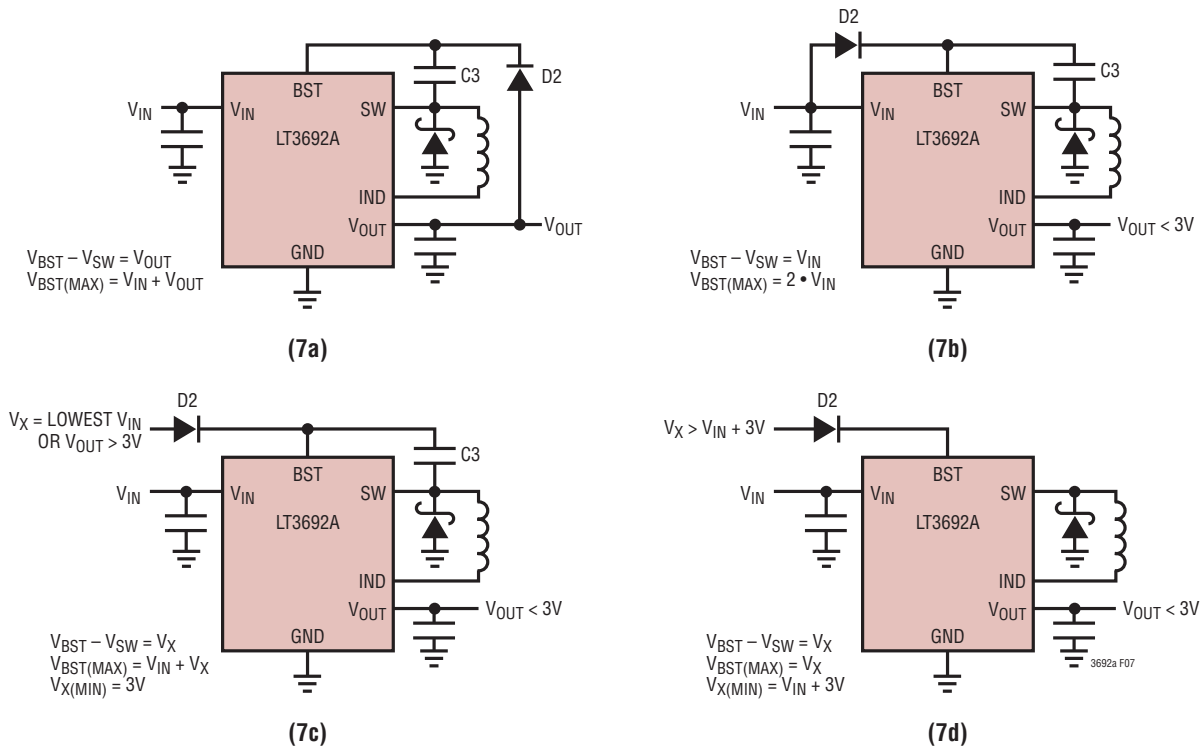 BST
C3
D2
V_IN
V_IN
SW
LT3692A
IND
V_OUT
V_OUT
GND
V_BST – V_SW = V_OUT
V_BST(MAX) = V_IN + V_OUT
(7a)
D2
BST
C3
V_IN
V_IN
SW
LT3692A
IND
V_OUT
V_OUT < 3V
GND
V_BST – V_SW = V_IN
V_BST(MAX) = 2 • V_IN
(7b)
D2
V_X = LOWEST V_IN
OR V_OUT > 3V
BST
C3
V_IN
V_IN
SW
LT3692A
IND
V_OUT
V_OUT < 3V
GND
V_BST – V_SW = V_X
V_BST(MAX) = V_IN + V_X
V_X(MIN) = 3V
(7c)
D2
V_X > V_IN + 3V
BST
V_IN
V_IN
SW
LT3692A
IND
V_OUT
V_OUT < 3V
GND
V_BST – V_SW = V_X
V_BST(MAX) = V_X
V_X(MIN) = V_IN + 3V
3692a F07
(7d)